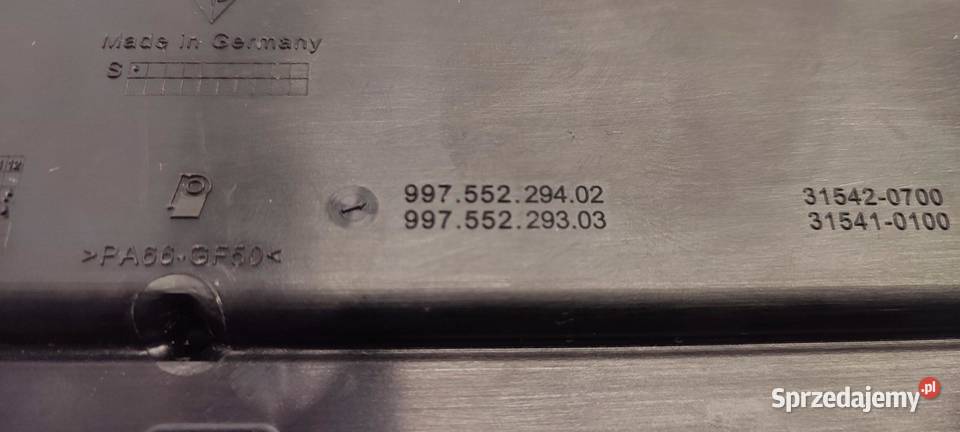 Made in Germany
S
12
997.552.294.02
997.552.293.03
31542-0700
31541-0100
>PA66-GF50<
Sprzedajemy.pl